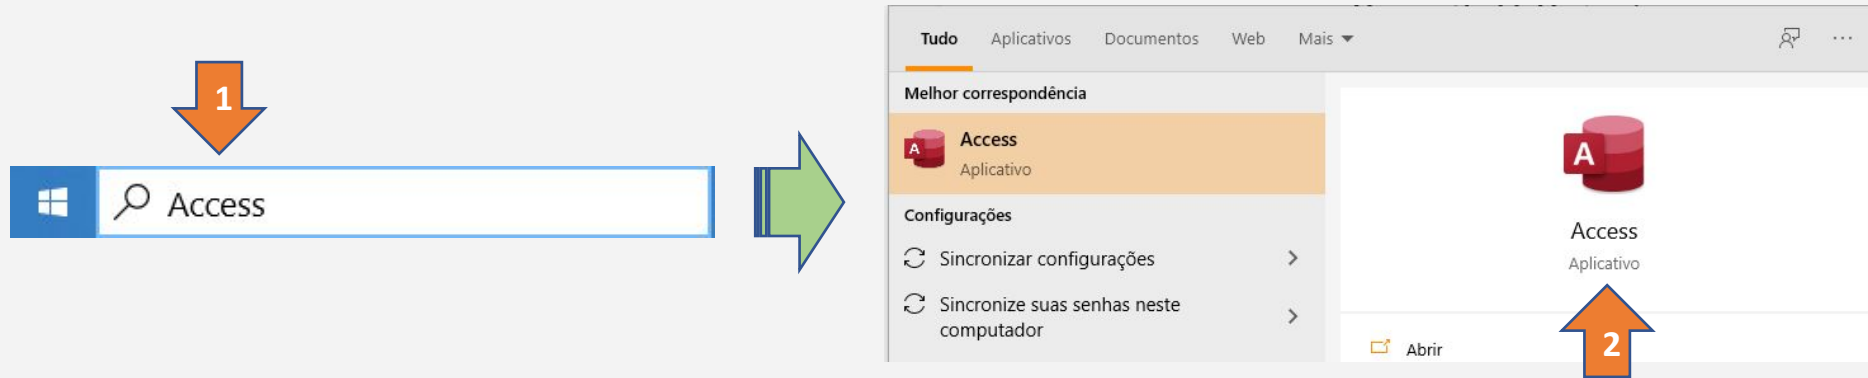 1
Access
Tudo Aplicativos Documentos Web Mais
Melhor correspondência
A
Access
Aplicativo
Configurações
Sincronizar configurações
Sincronize suas senhas neste
computador
A
Access
Aplicativo
Abrir
2